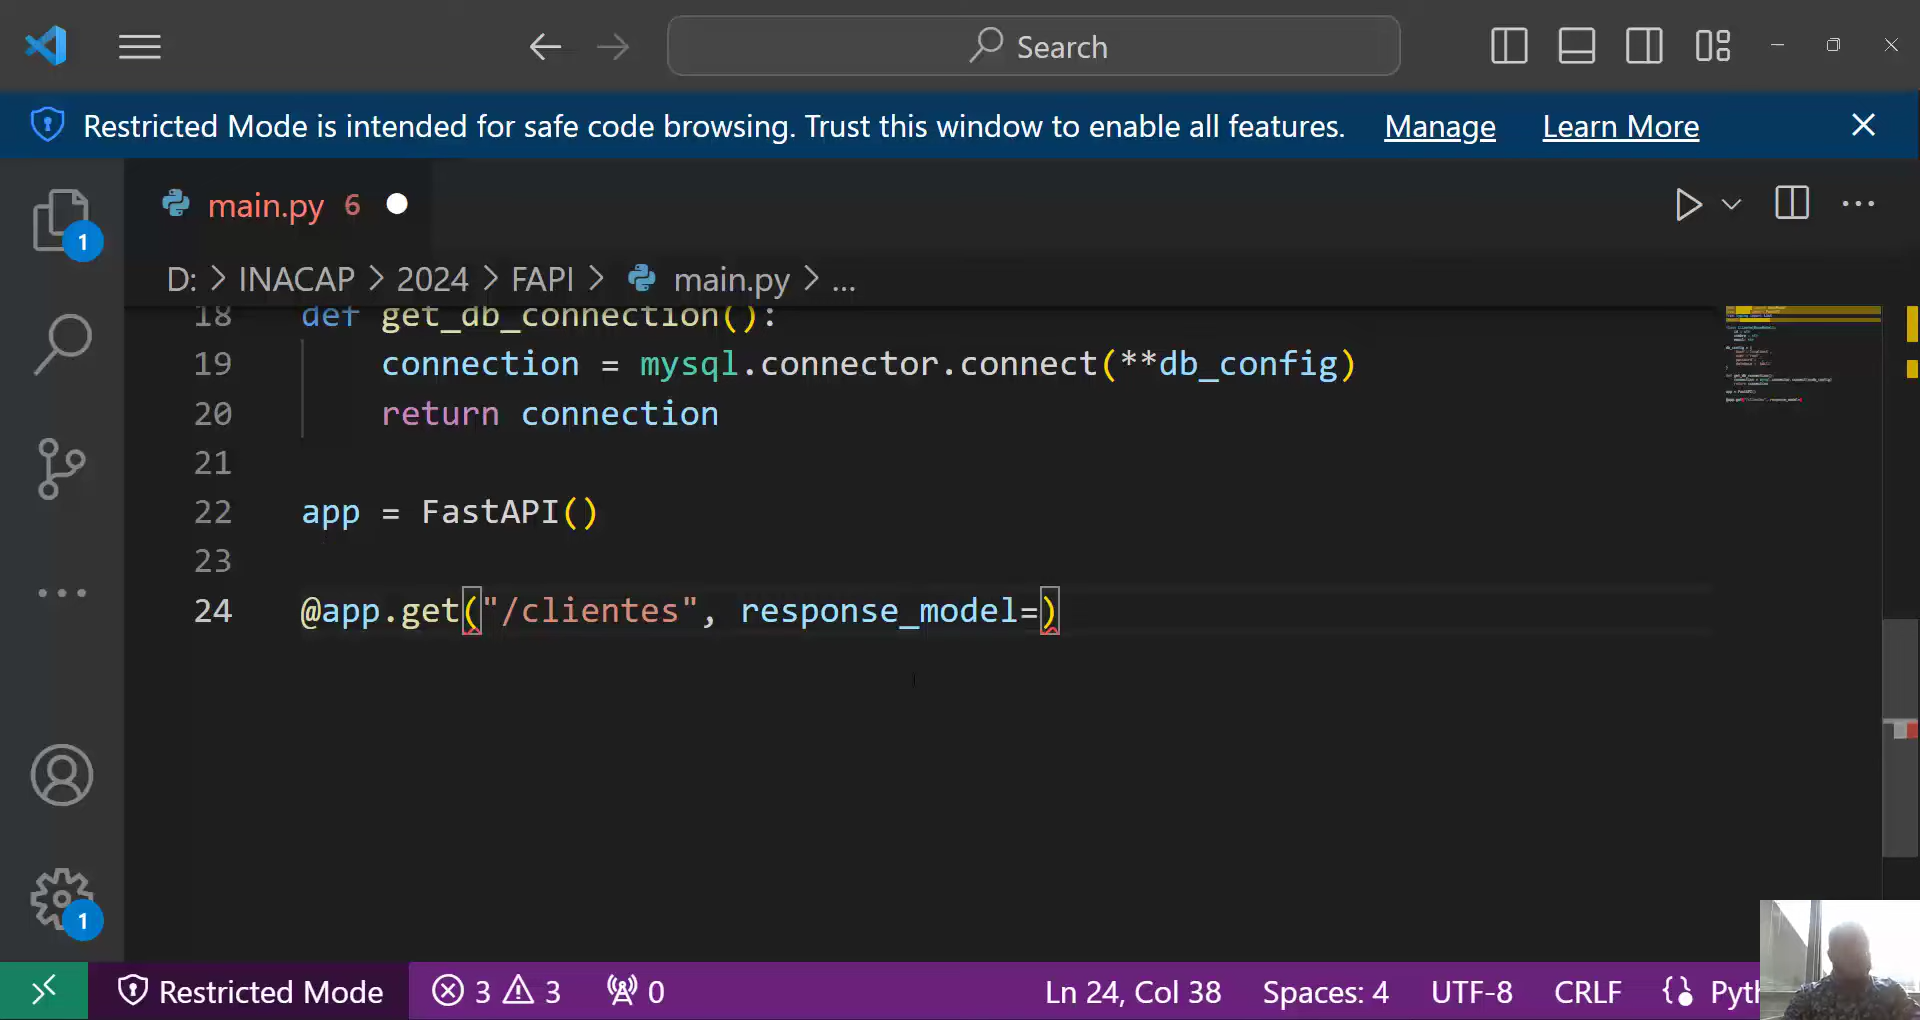 Search
Restricted Mode is intended for safe code browsing. Trust this window to enable all features. Manage Learn More
1
main.py 6
D: > INACAP > 2024 > FAPI > main.py > ...
18 def get_db_connection():
19 connection = mysql.connector.connect(**db_config)
20 return connection
21
22 app = FastAPI()
23
24 @app.get("/clientes", response_model=)
1
Restricted Mode 3 3 0 Ln 24, Col 38 Spaces: 4 UTF-8 CRLF Pyth